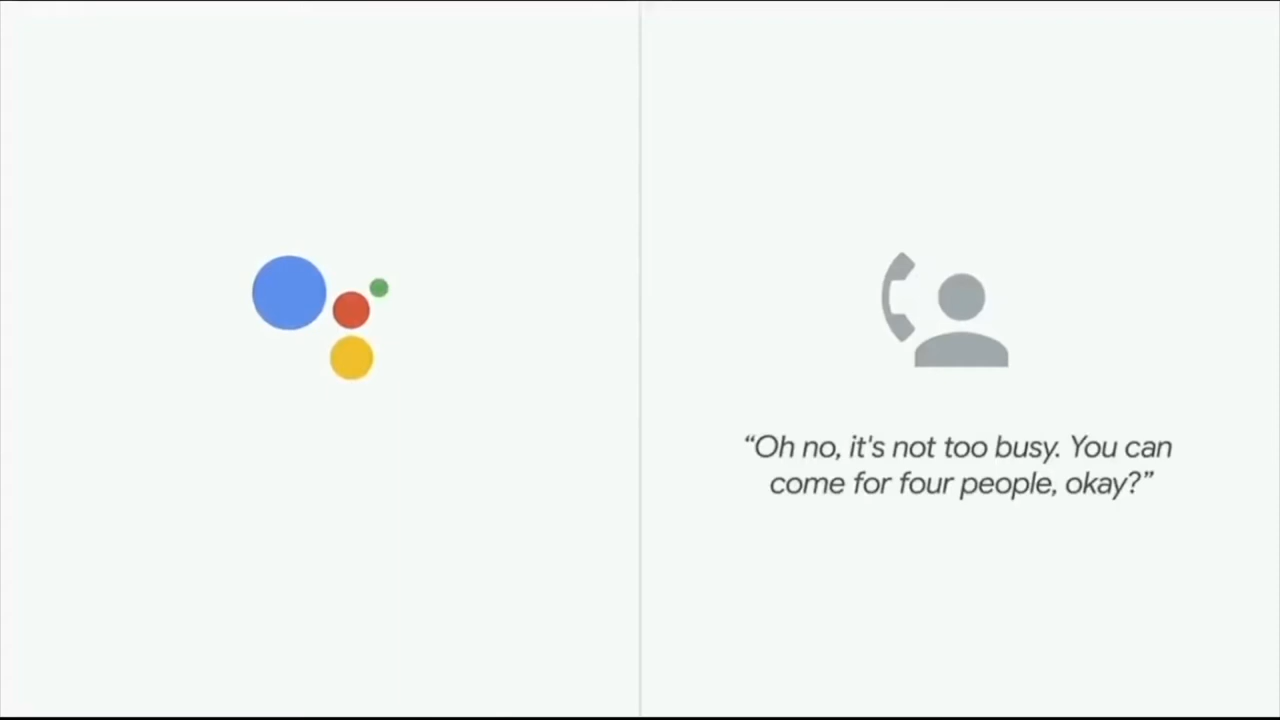 “Oh no, it's not too busy. You can
come for four people, okay?”